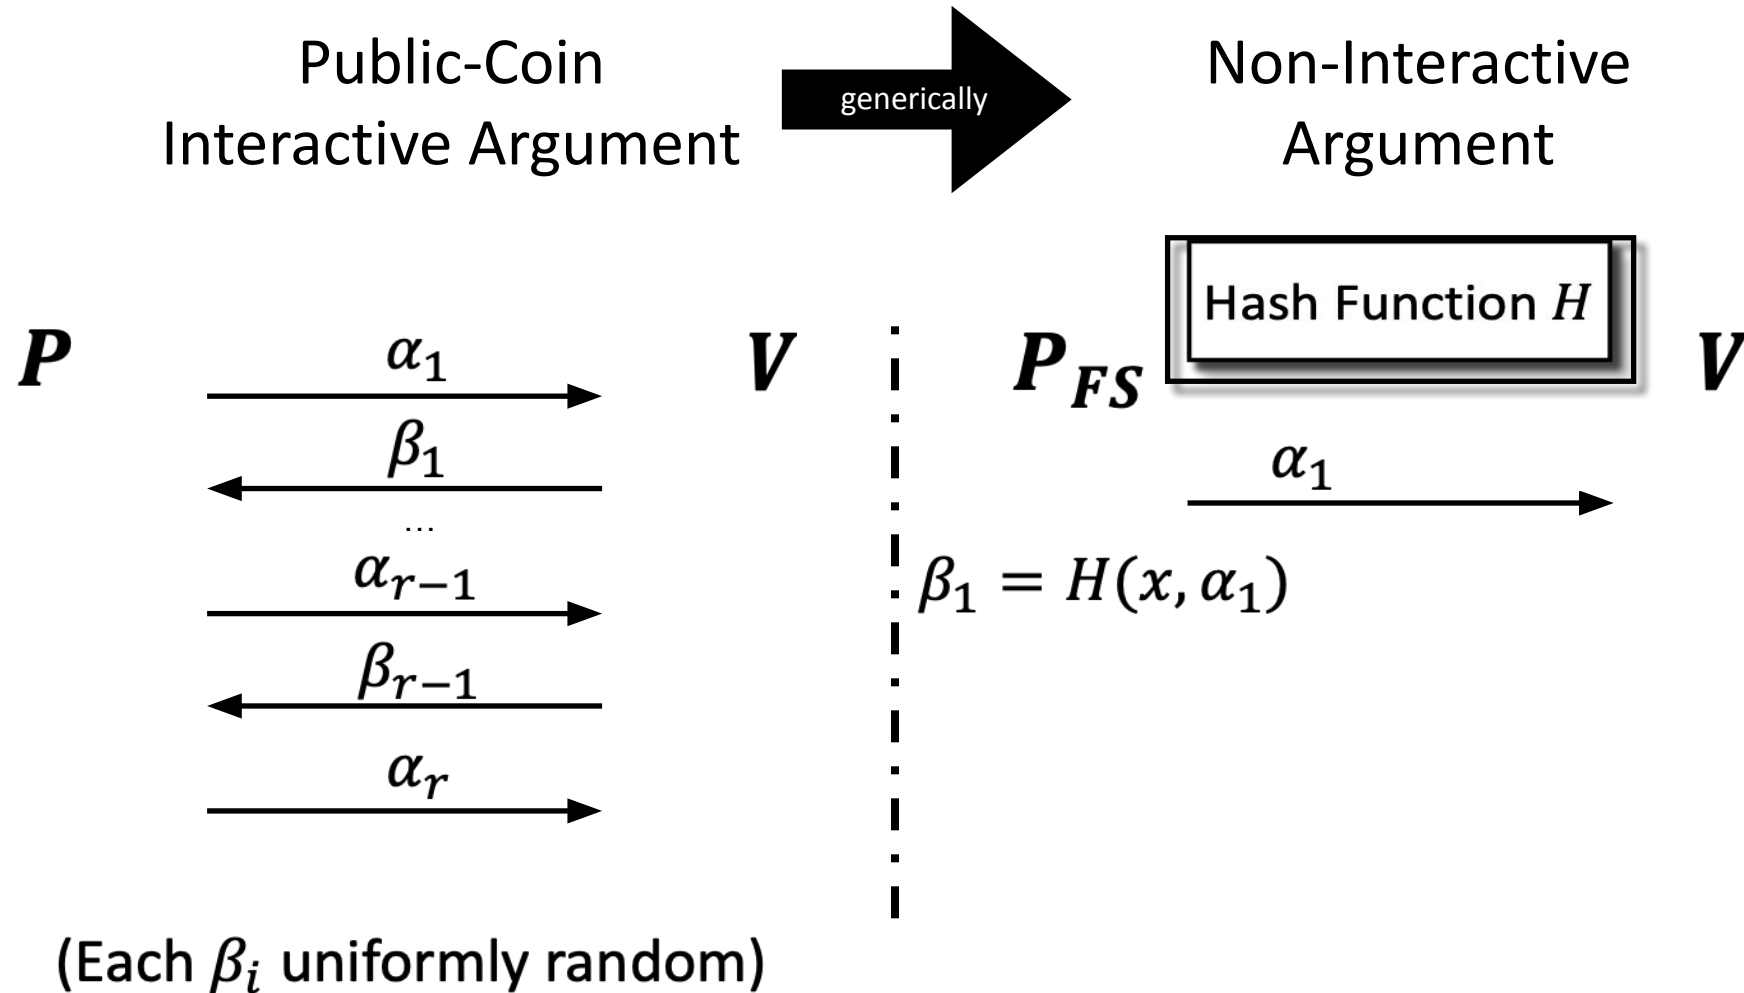 Public-Coin
Interactive Argument
generically
Non-Interactive
Argument
P
α₁
V
β₁
...
αᵣ₋₁
βᵣ₋₁
αᵣ
(Each βᵢ uniformly random)
Hash Function H
P_FS
V
α₁
β₁ = H(x, α₁)